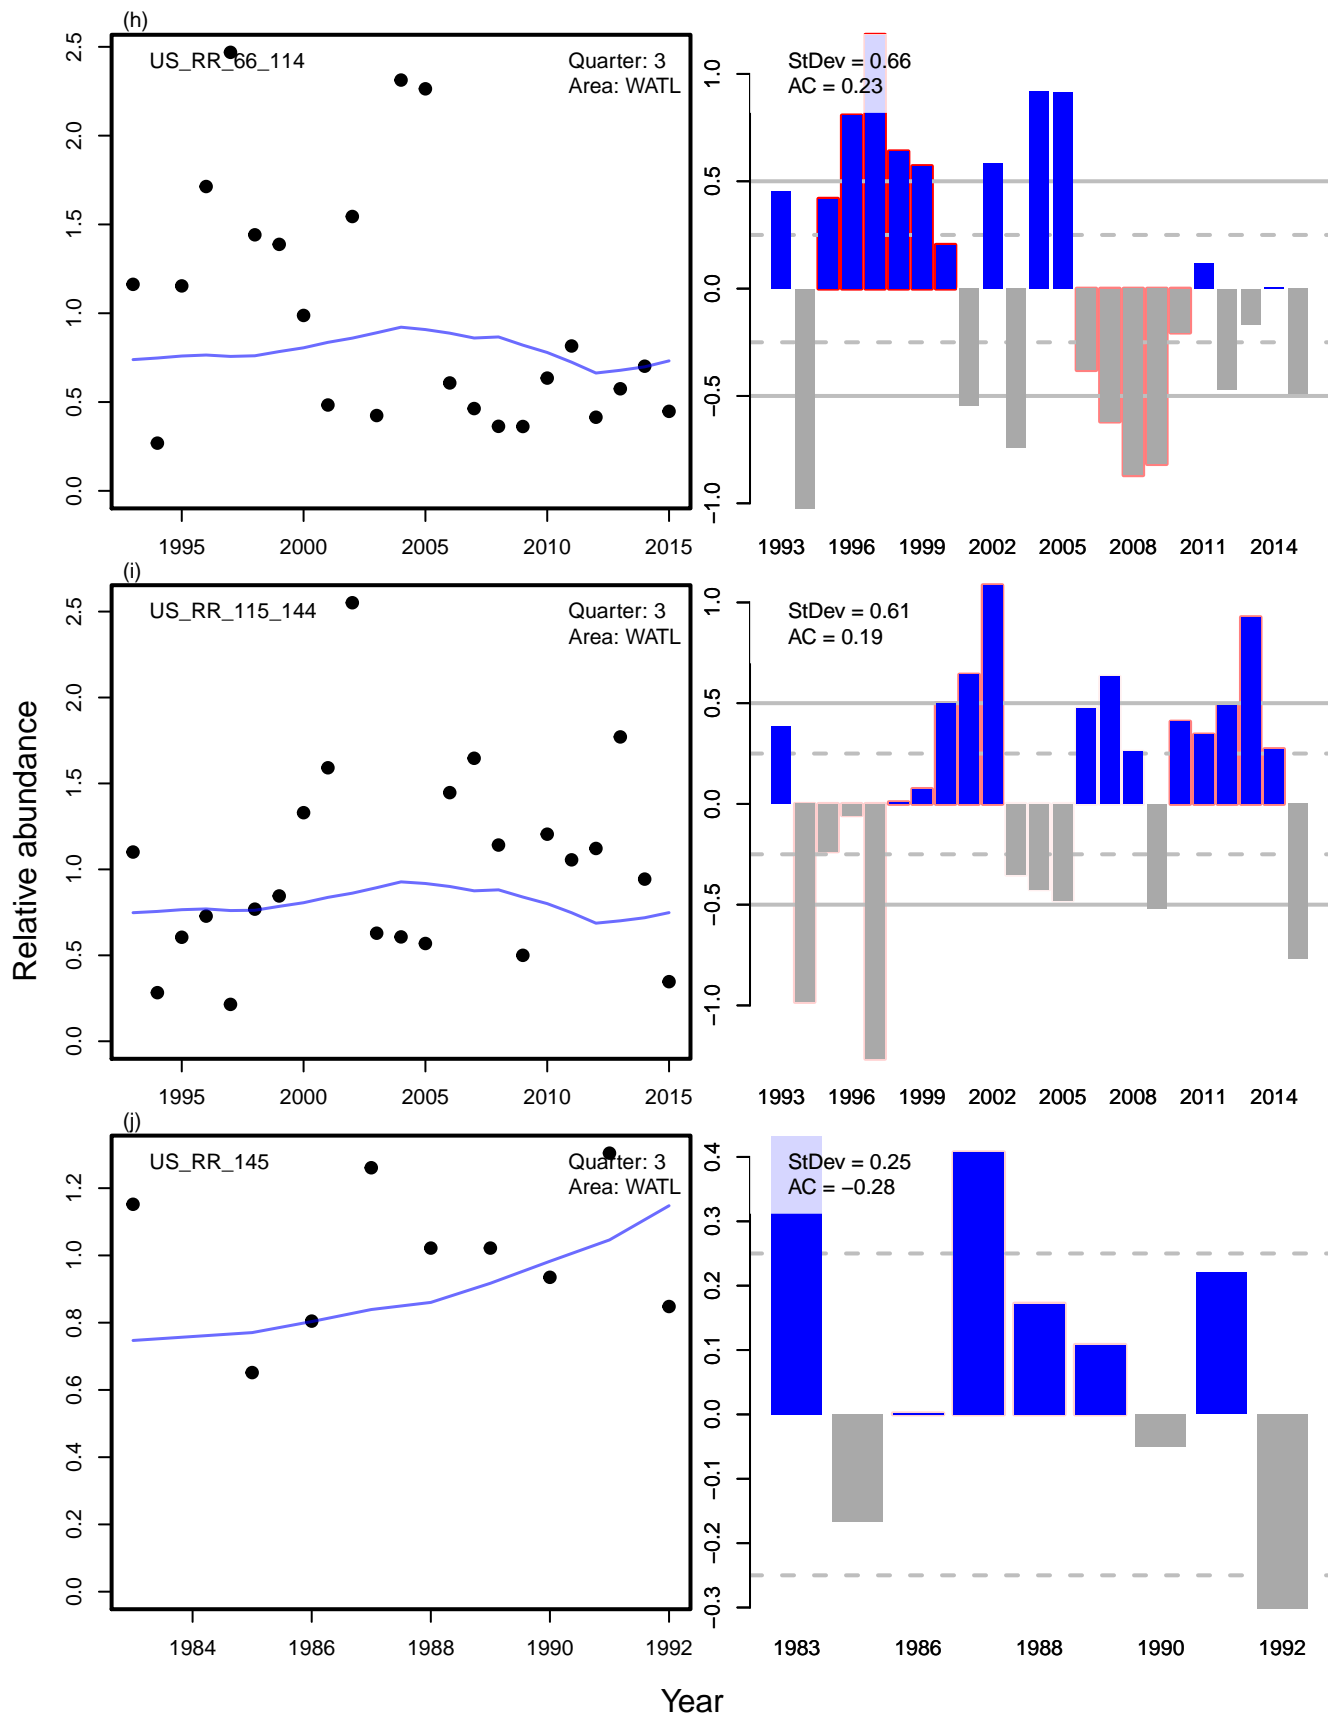 (h)
US_RR_66_114
Quarter: 3
Area: WATL
StDev = 0.66
AC = 0.23
2.5
2.0
1.5
1.0
0.5
0.0
1.0
0.5
0.0
−0.5
−1.0
1995 2000 2005 2010 2015
1993 1996 1999 2002 2005 2008 2011 2014
(i)
US_RR_115_144
Quarter: 3
Area: WATL
StDev = 0.61
AC = 0.19
2.5
2.0
1.5
1.0
0.5
0.0
1.0
0.5
0.0
−0.5
−1.0
Relative abundance
1995 2000 2005 2010 2015
1993 1996 1999 2002 2005 2008 2011 2014
(j)
US_RR_145
Quarter: 3
Area: WATL
StDev = 0.25
AC = −0.28
1.2
1.0
0.8
0.6
0.4
0.2
0.0
0.4
0.3
0.2
0.1
0.0
−0.1
−0.2
−0.3
1984 1986 1988 1990 1992
1983 1986 1988 1990 1992
Year